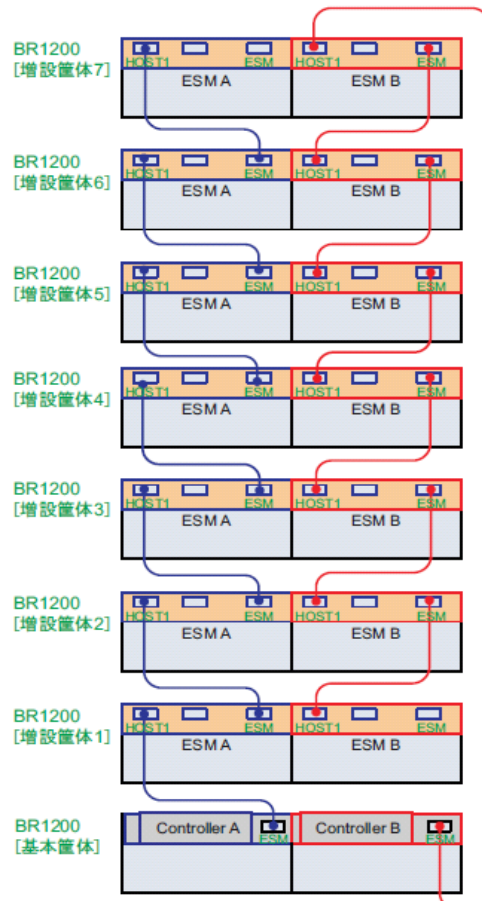 BR1200
[増設筐体7]
HOST1 ESM HOST1 ESM
ESM A ESM B
BR1200
[増設筐体6]
HOST1 ESM HOST1 ESM
ESM A ESM B
BR1200
[増設筐体5]
HOST1 ESM HOST1 ESM
ESM A ESM B
BR1200
[増設筐体4]
HOST1 ESM HOST1 ESM
ESM A ESM B
BR1200
[増設筐体3]
HOST1 ESM HOST1 ESM
ESM A ESM B
BR1200
[増設筐体2]
HOST1 ESM HOST1 ESM
ESM A ESM B
BR1200
[増設筐体1]
HOST1 ESM HOST1 ESM
ESM A ESM B
BR1200
[基本筐体]
Controller A Controller B
ESM ESM